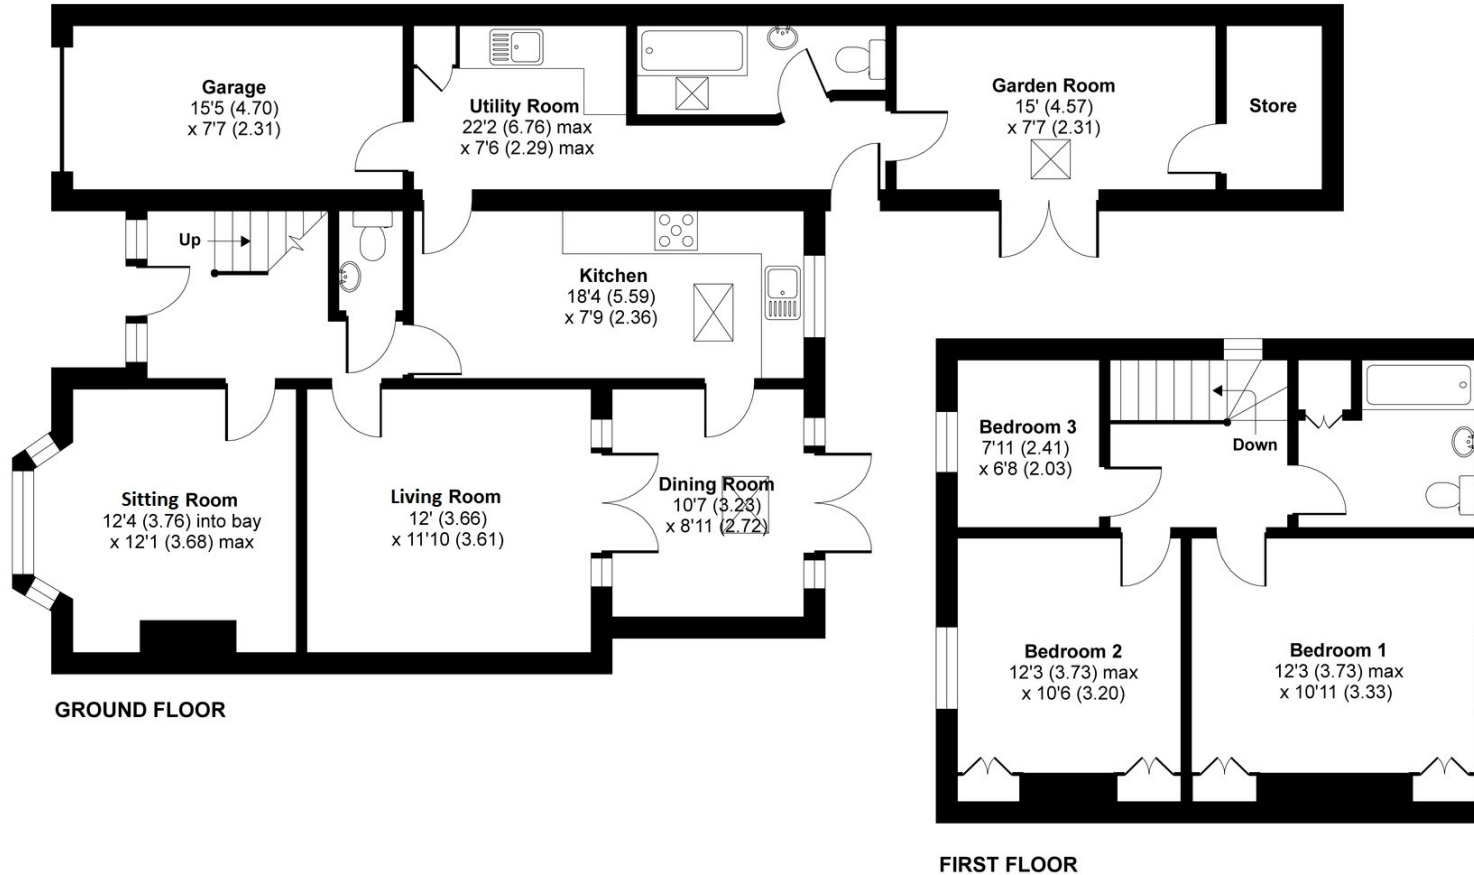 Garage
15'5 (4.70)
x 7'7 (2.31)
Utility Room
22'2 (6.76) max
x 7'6 (2.29) max
Garden Room
15' (4.57)
x 7'7 (2.31)
Store
Up
Kitchen
18'4 (5.59)
x 7'9 (2.36)
Sitting Room
12'4 (3.76) into bay
x 12'1 (3.68) max
Living Room
12' (3.66)
x 11'10 (3.61)
Dining Room
10'7 (3.23)
x 8'11 (2.72)
GROUND FLOOR
Bedroom 3
7'11 (2.41)
x 6'8 (2.03)
Down
Bedroom 2
12'3 (3.73) max
x 10'6 (3.20)
Bedroom 1
12'3 (3.73) max
x 10'11 (3.33)
FIRST FLOOR